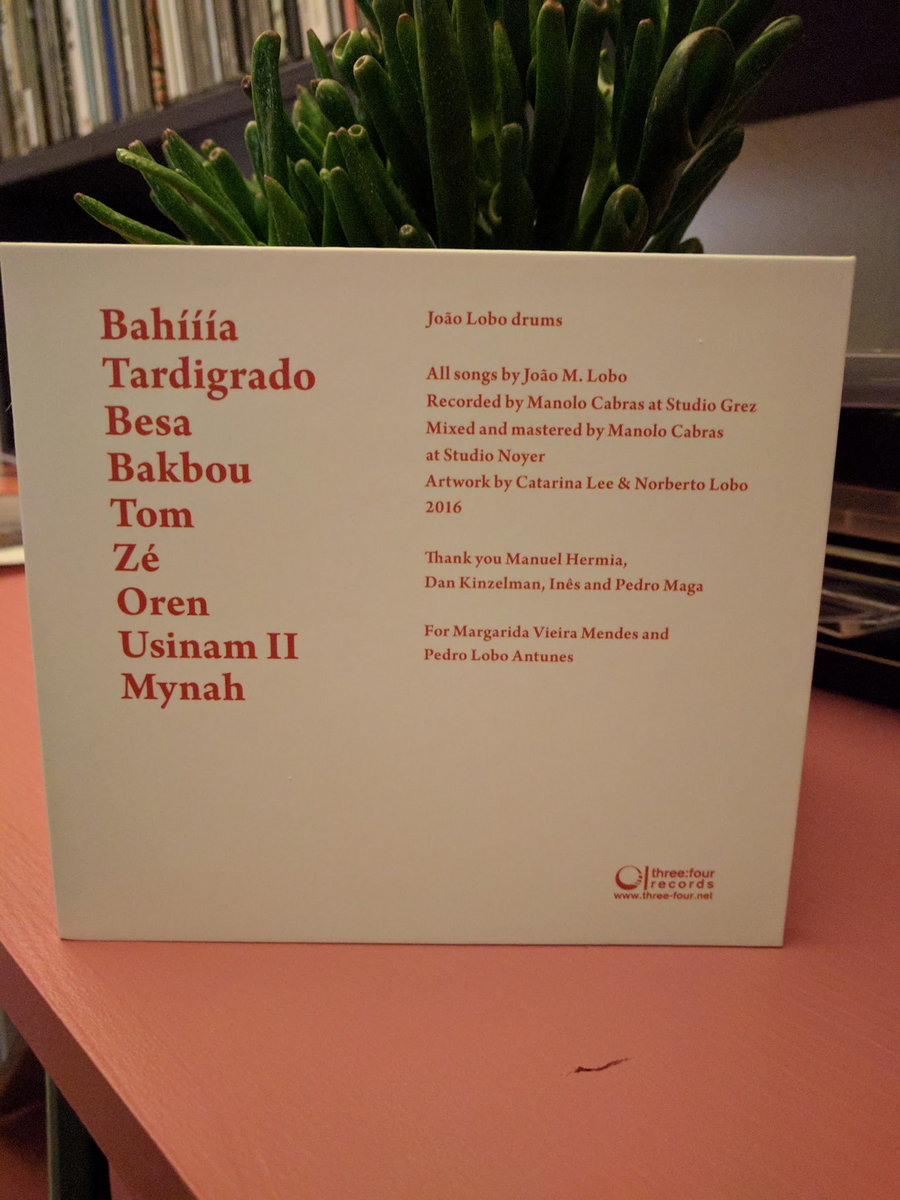 Bahííía
Tardigrado
Besa
Bakbou
Tom
Zé
Oren
Usinam II
Mynah
João Lobo drums
All songs by João M. Lobo
Recorded by Manolo Cabras at Studio Grez
Mixed and mastered by Manolo Cabras
at Studio Noyer
Artwork by Catarina Lee & Norberto Lobo
2016
Thank you Manuel Hermia,
Dan Kinzelman, Inês and Pedro Maga
For Margarida Vieira Mendes and
Pedro Lobo Antunes
three:four
records
www.three-four.net